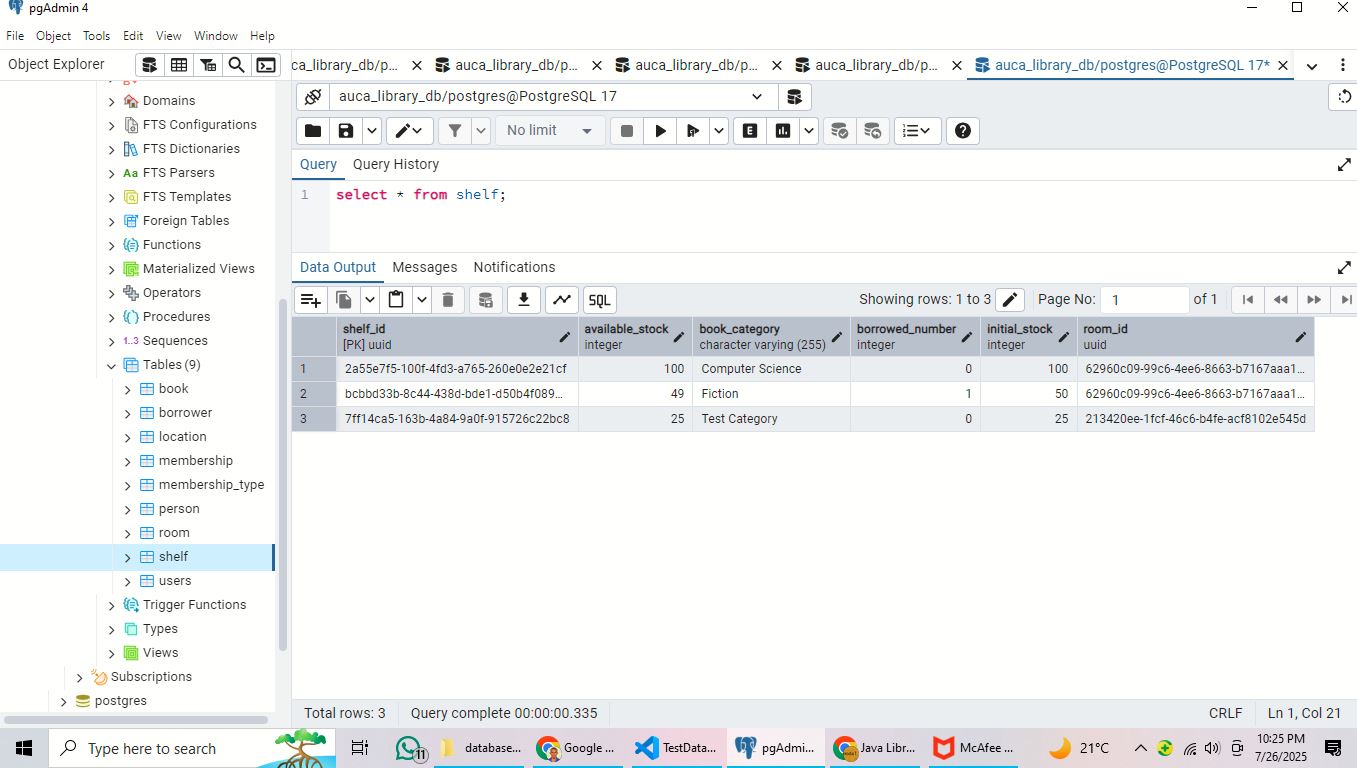 pgAdmin 4
File Object Tools Edit View Window Help
Object Explorer
ca_library_db/p... auca_library_db/p... auca_library_db/p... auca_library_db/p... auca_library_db/postgres@PostgreSQL 17*
auca_library_db/postgres@PostgreSQL 17
No limit
E
Query Query History
1 select * from shelf;
Data Output Messages Notifications
SQL
Showing rows: 1 to 3 Page No: 1 of 1
shelf_id available_stock book_category borrowed_number initial_stock room_id
[PK] uuid integer character varying (255) integer integer uuid
1 2a55e7f5-100f-4fd3-a765-260e0e2e21cf 100 Computer Science 0 100 62960c09-99c6-4ee6-8663-b7167aaa1...
2 bcbbd33b-8c44-438d-bde1-d50b4f089... 49 Fiction 1 50 62960c09-99c6-4ee6-8663-b7167aaa1...
3 7ff14ca5-163b-4a84-9a0f-915726c22bc8 25 Test Category 0 25 213420ee-1fcf-46c6-b4fe-acf8102e545d
Domains
FTS Configurations
FTS Dictionaries
Aa FTS Parsers
FTS Templates
Foreign Tables
Functions
Materialized Views
Operators
Procedures
1..3 Sequences
Tables (9)
book
borrower
location
membership
membership_type
person
room
shelf
users
Trigger Functions
Types
Views
Subscriptions
postgres
Total rows: 3 Query complete 00:00:00.335 CRLF Ln 1, Col 21
Type here to search
11
database...
Google ...
TestData...
pgAdmi...
Java Libr...
McAfee ...
21°C
10:25 PM
7/26/2025